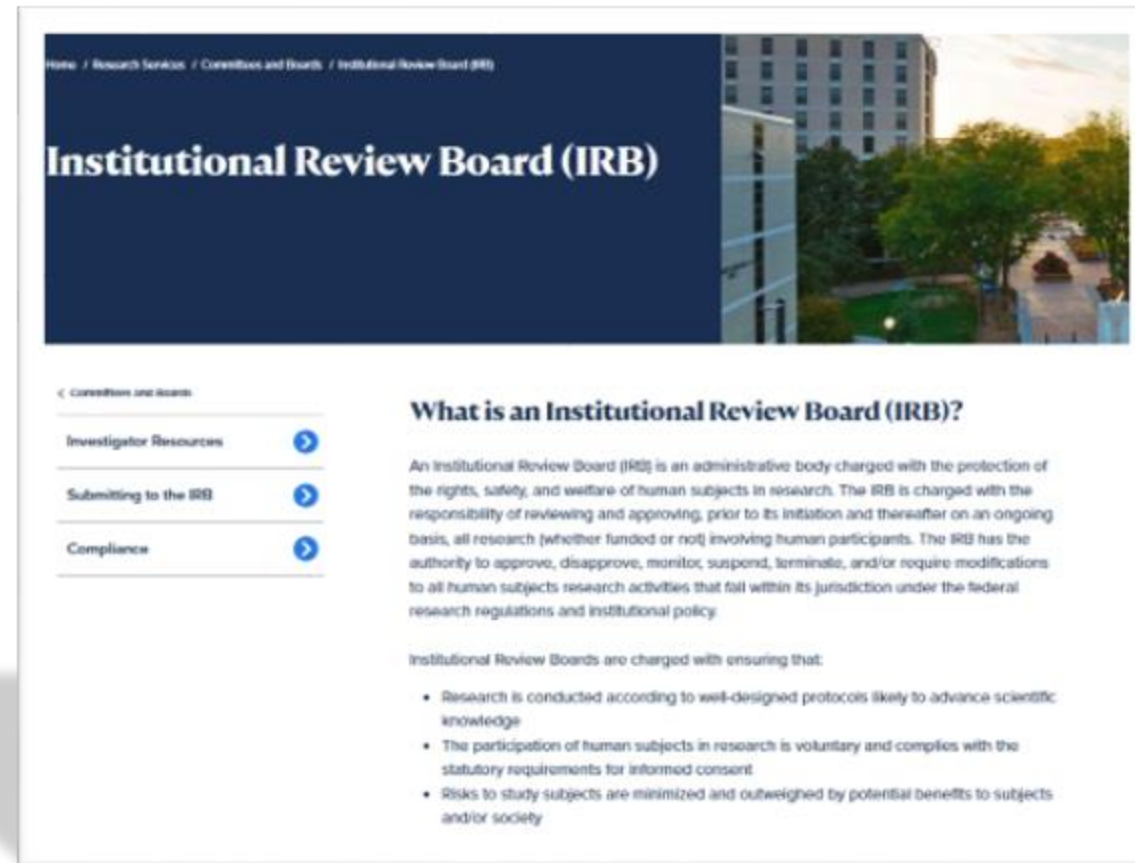 Home / Research Services / Committees and Boards / Institutional Review Board (IRB)
Institutional Review Board (IRB)
< Committees and Boards
Investigator Resources
Submitting to the IRB
Compliance
What is an Institutional Review Board (IRB)?
An Institutional Review Board (IRB) is an administrative body charged with the protection of
the rights, safety, and welfare of human subjects in research. The IRB is charged with the
responsibility of reviewing and approving, prior to its initiation and thereafter on an ongoing
basis, all research (whether funded or not) involving human participants. The IRB has the
authority to approve, disapprove, monitor, suspend, terminate, and/or require modifications
to all human subjects research activities that fall within its jurisdiction under the federal
research regulations and institutional policy.
Institutional Review Boards are charged with ensuring that:
• Research is conducted according to well-designed protocols likely to advance scientific
knowledge
• The participation of human subjects in research is voluntary and complies with the
statutory requirements for informed consent
• Risks to study subjects are minimized and outweighed by potential benefits to subjects
and/or society